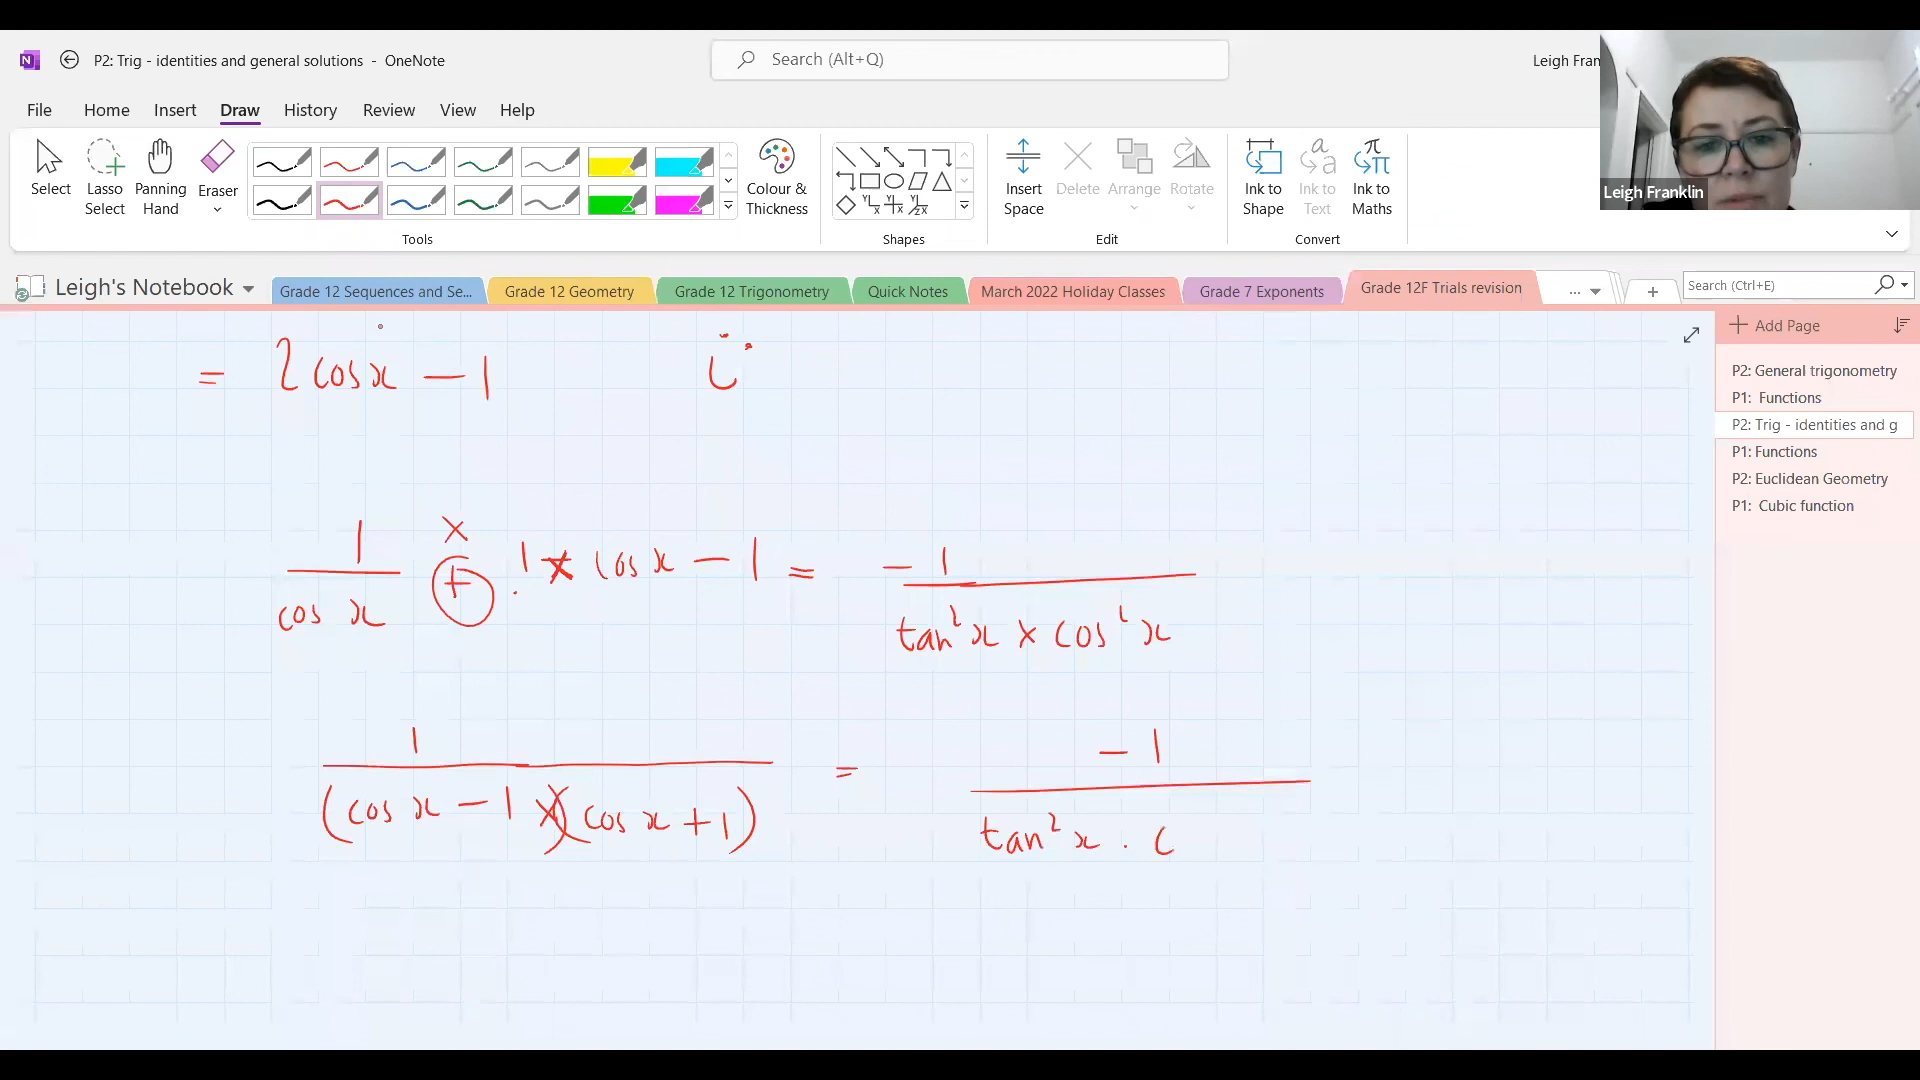 P2: Trig - identities and general solutions - OneNote
Search (Alt+Q)
Leigh Fran
File Home Insert Draw History Review View Help
Select
Lasso Select
Panning Hand
Eraser
Colour & Thickness
Insert Space
Delete
Arrange
Rotate
Ink to Shape
Ink to Text
Ink to Maths
Tools
Shapes
Edit
Convert
Leigh Franklin
Leigh's Notebook
Grade 12 Sequences and Se...
Grade 12 Geometry
Grade 12 Trigonometry
Quick Notes
March 2022 Holiday Classes
Grade 7 Exponents
Grade 12F Trials revision
...
Search (Ctrl+E)
Add Page
P2: General trigonometry
P1: Functions
P2: Trig - identities and g
P1: Functions
P2: Euclidean Geometry
P1: Cubic function
= 2 cos x - 1
1 x
+ 1 x cos x - 1 = - 1
cos x
tan² x × cos² x
1 = - 1
(cos x - 1)(cos x + 1)
tan² x . c